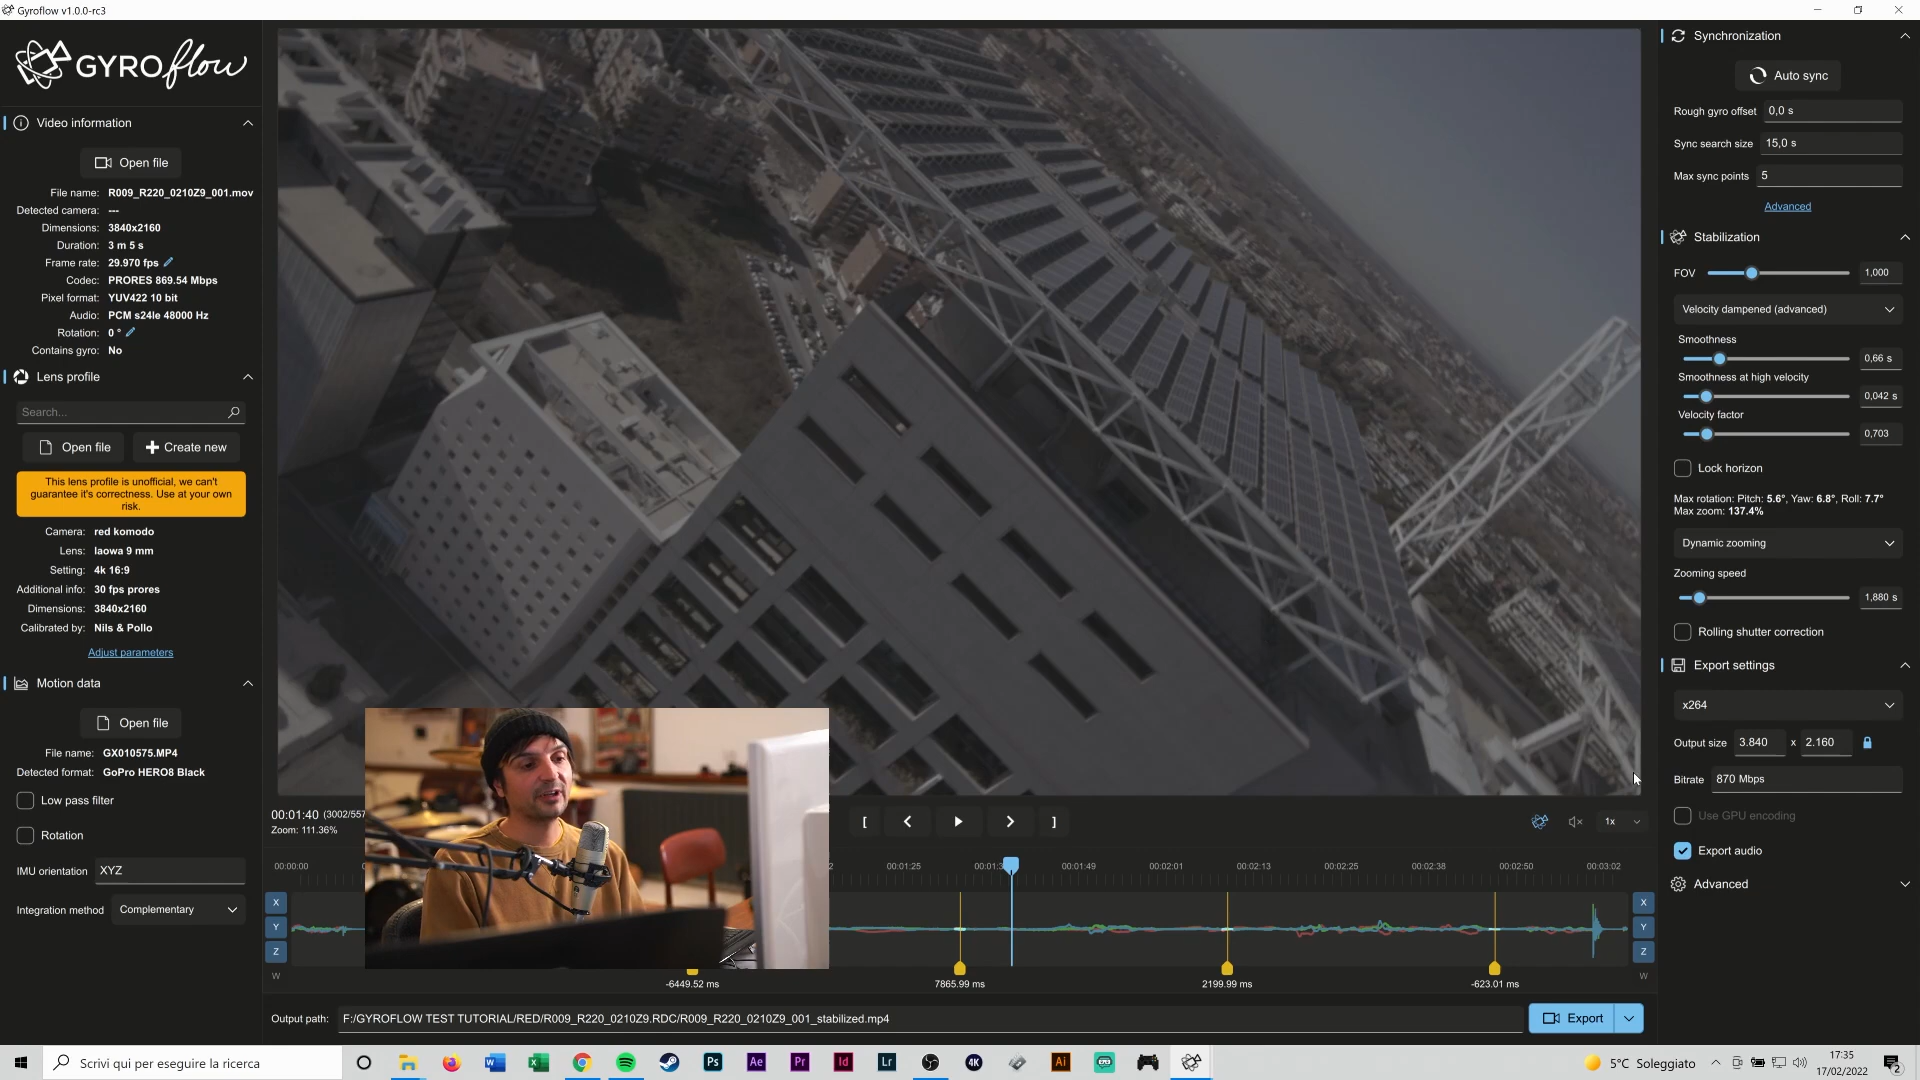 Gyroflow v1.0.0-rc3
GYROflow
Video information
Open file
File name: R009_R220_0210Z9_001.mov
Detected camera: ---
Dimensions: 3840x2160
Duration: 3 m 5 s
Frame rate: 29.970 fps
Codec: PRORES 869.54 Mbps
Pixel format: YUV422 10 bit
Audio: PCM s24le 48000 Hz
Rotation: 0 °
Contains gyro: No
Lens profile
Search...
Open file
Create new
This lens profile is unofficial, we can't
guarantee it's correctness. Use at your own
risk.
Camera: red komodo
Lens: laowa 9 mm
Setting: 4k 16:9
Additional info: 30 fps prores
Dimensions: 3840x2160
Calibrated by: Nils & Pollo
Adjust parameters
Motion data
Open file
File name: GX010575.MP4
Detected format: GoPro HERO8 Black
Low pass filter
Rotation
IMU orientation XYZ
Integration method Complementary
00:01:40 (3002/557
Zoom: 111.36%
[ ]
1x
00:00:00 00:01:25 00:01:3 00:01:49 00:02:01 00:02:13 00:02:25 00:02:38 00:02:50 00:03:02
X X
Y Y
Z Z
W W
-6449.52 ms 7865.99 ms 2199.99 ms -623.01 ms
Output path: F:/GYROFLOW TEST TUTORIAL/RED/R009_R220_0210Z9.RDC/R009_R220_0210Z9_001_stabilized.mp4
Export
Synchronization
Auto sync
Rough gyro offset 0,0 s
Sync search size 15,0 s
Max sync points 5
Advanced
Stabilization
FOV 1,000
Velocity dampened (advanced)
Smoothness
0,66 s
Smoothness at high velocity
0,042 s
Velocity factor
0,703
Lock horizon
Max rotation: Pitch: 5.6°, Yaw: 6.8°, Roll: 7.7°
Max zoom: 137.4%
Dynamic zooming
Zooming speed
1,880 s
Rolling shutter correction
Export settings
x264
Output size 3.840 x 2.160
Bitrate 870 Mbps
Use GPU encoding
Export audio
Advanced
Scrivi qui per eseguire la ricerca
Ps
Ae
Pr
Id
Lr
4K
Ai
5°C Soleggiato
17:35
17/02/2022
2